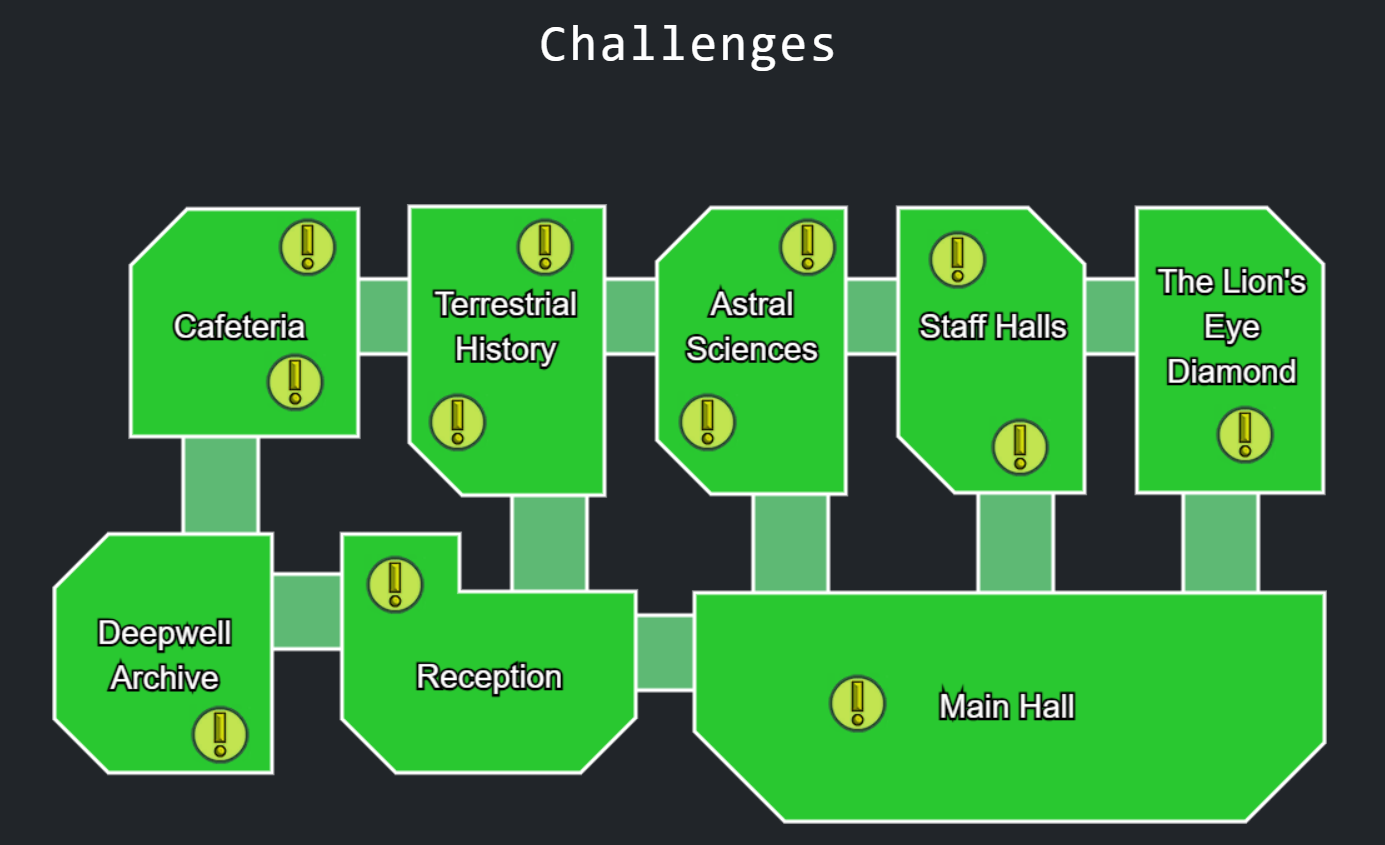 Challenges
Cafeteria
Terrestrial
History
Astral
Sciences
Staff Halls
The Lion's
Eye
Diamond
Deepwell
Archive
Reception
Main Hall